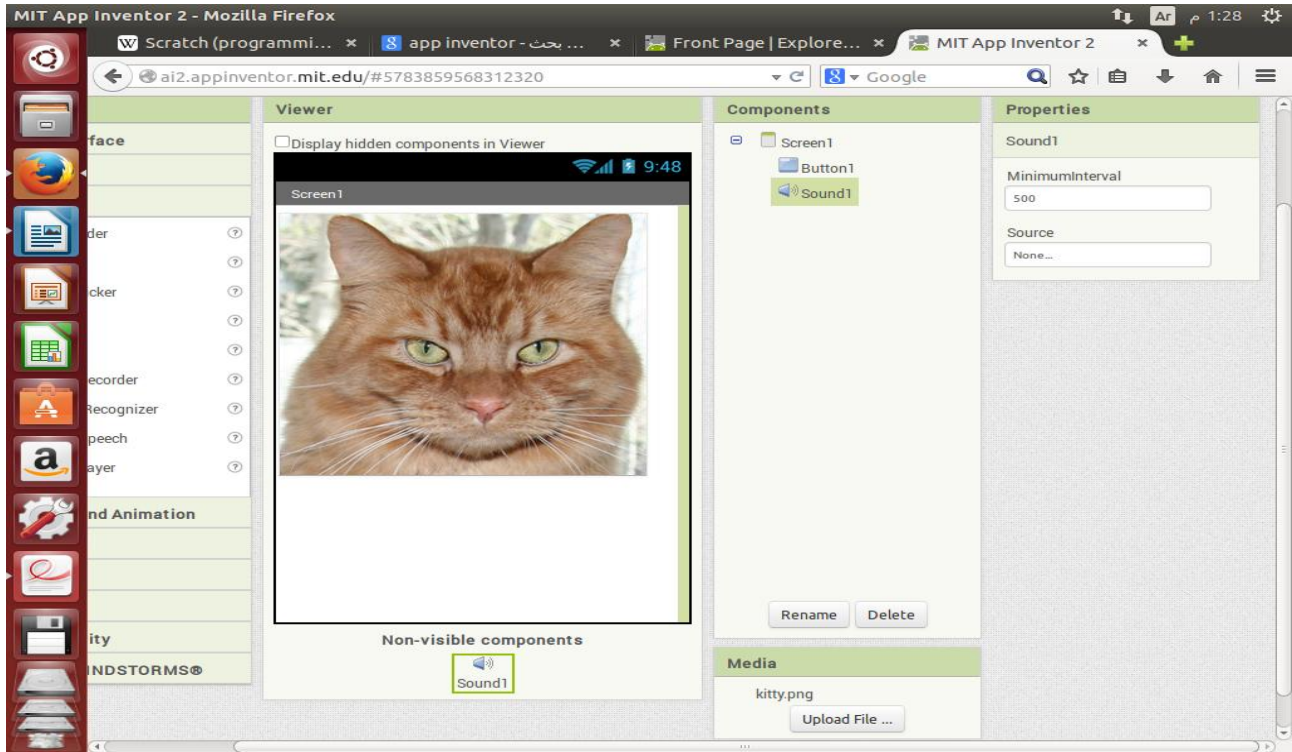 MIT App Inventor 2 - Mozilla Firefox
Ar
1:28 م
W Scratch (programmi... ×
8 app inventor - بحث ... ×
Front Page | Explore... ×
MIT App Inventor 2 ×
ai2.appinventor.mit.edu/#5783859568312320
8 Google
face
der
cker
ecorder
Recognizer
peech
ayer
nd Animation
ity
INDSTORMS®
Viewer
Display hidden components in Viewer
9:48
Screen1
Non-visible components
Sound1
Components
Screen1
Button1
Sound1
Rename
Delete
Media
kitty.png
Upload File ...
Properties
Sound1
MinimumInterval
500
Source
None...